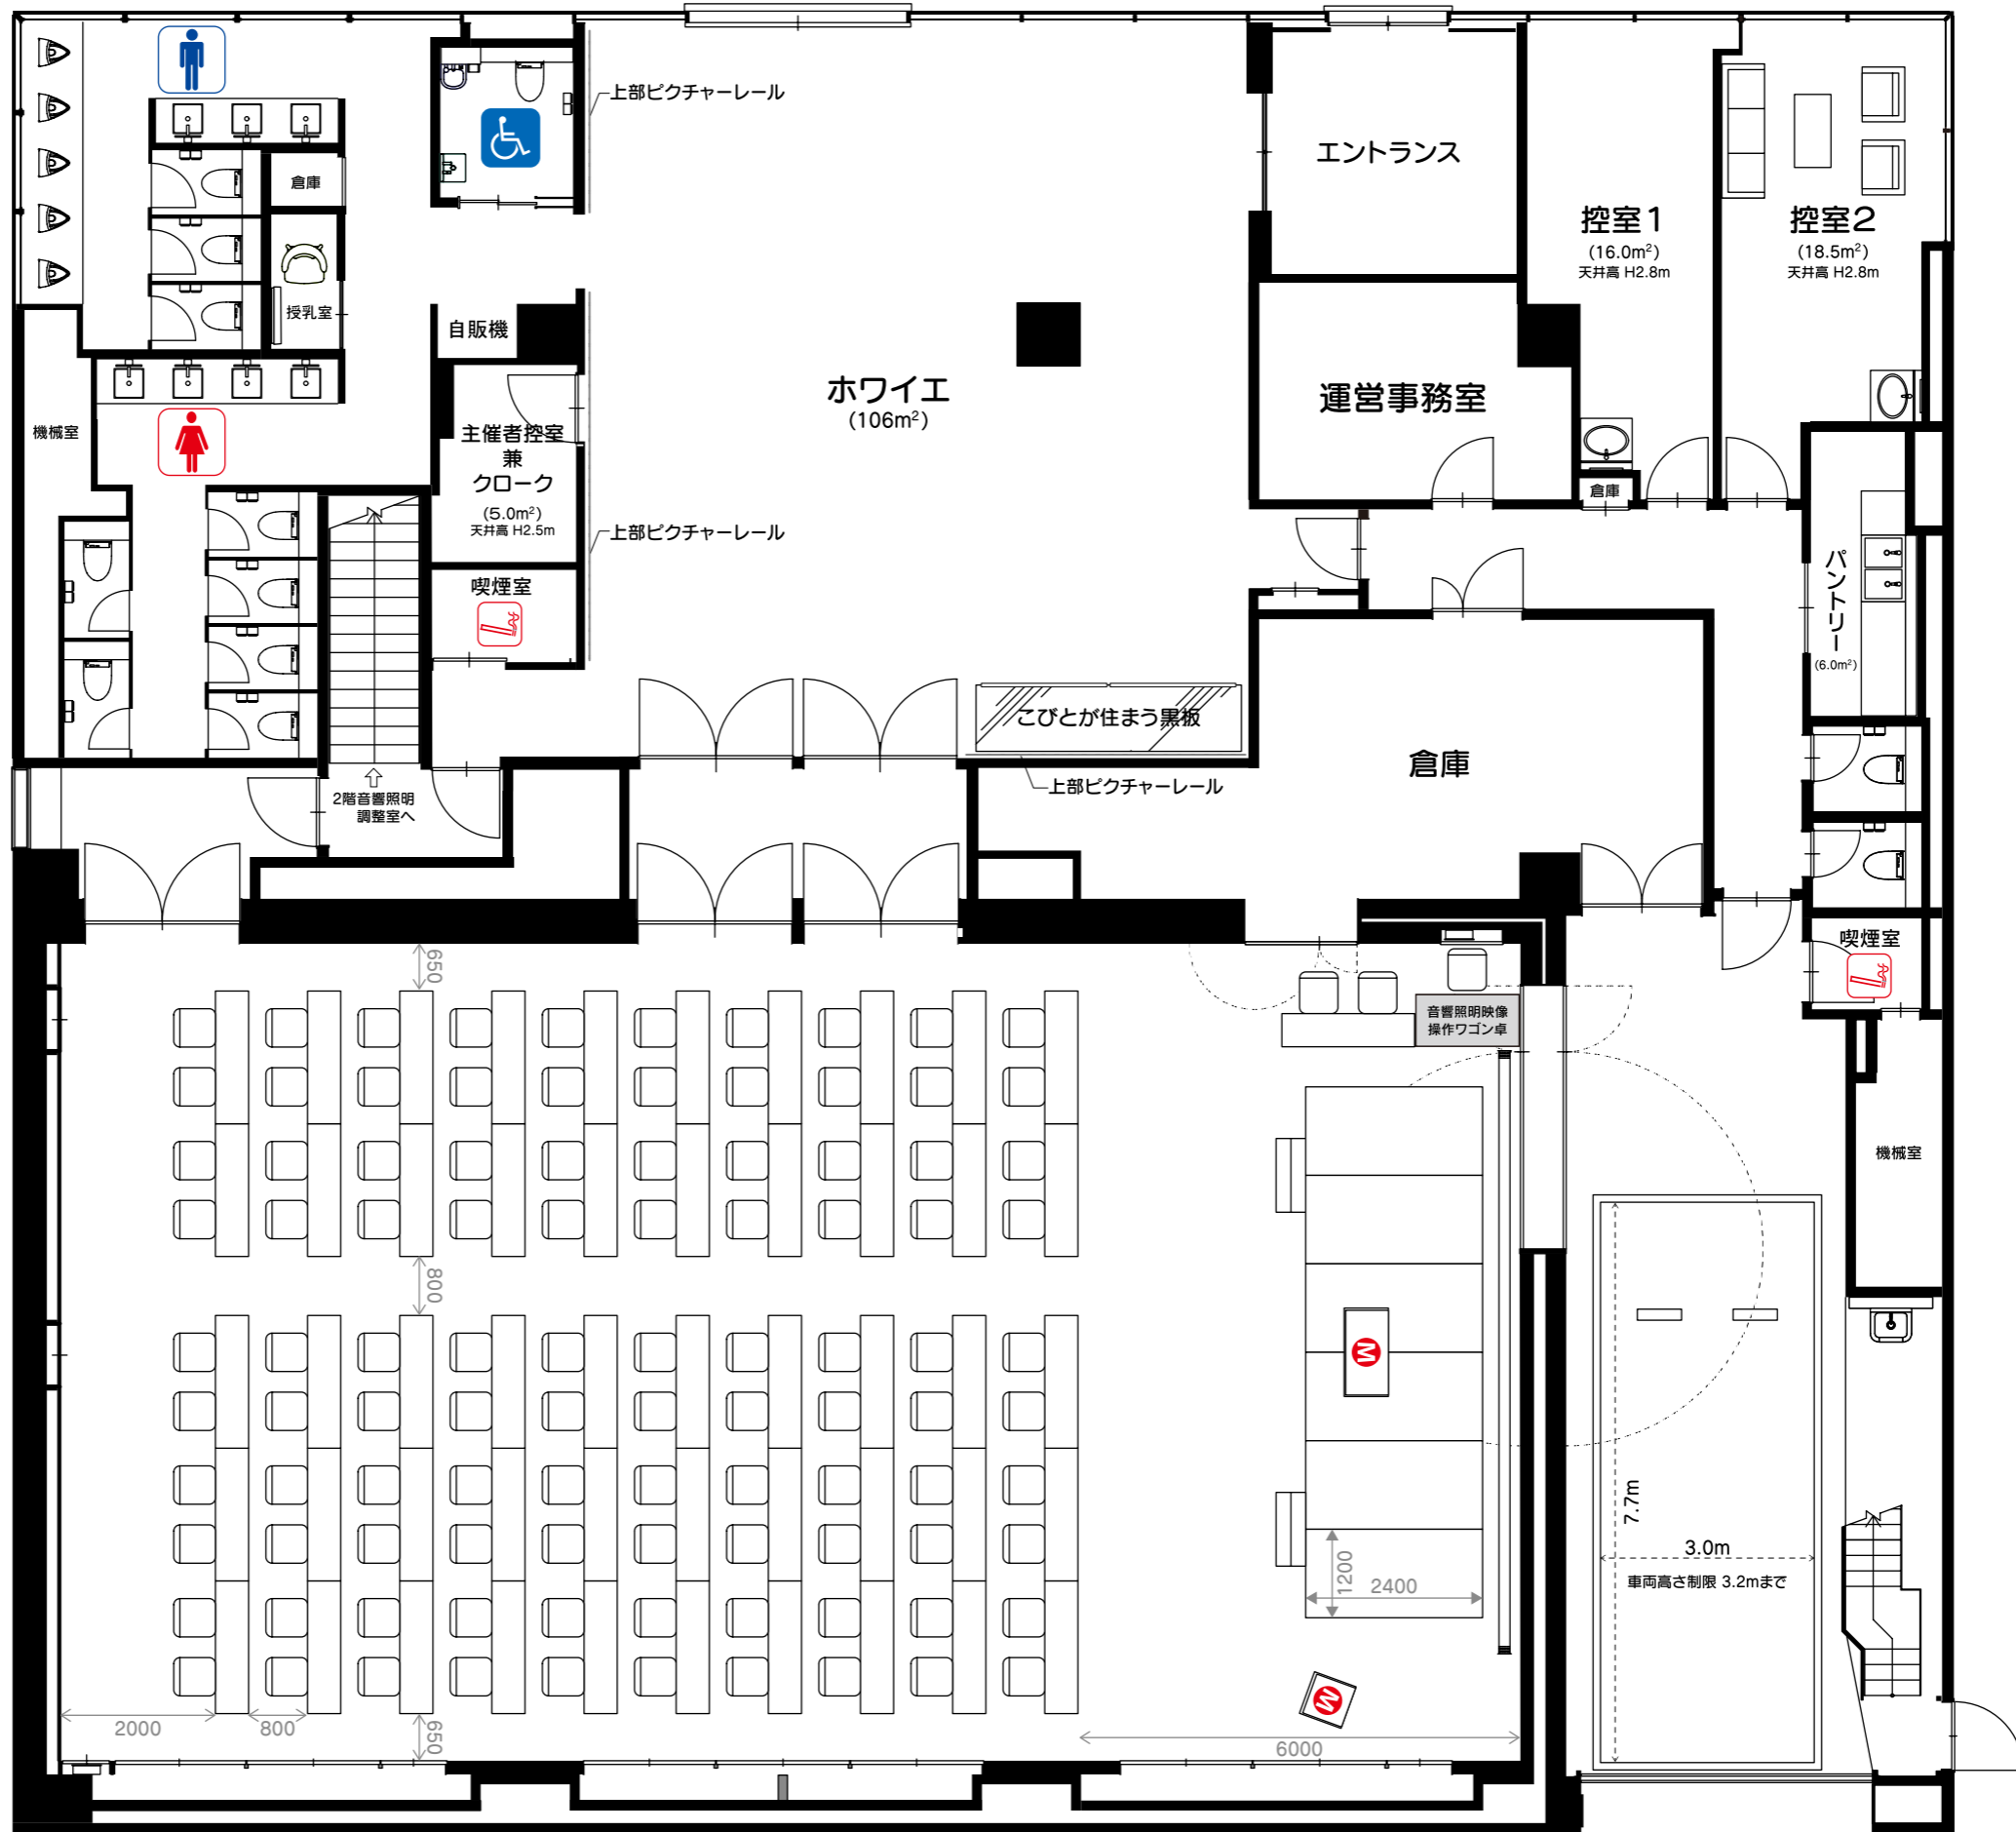 上部ピクチャーレール
エントランス
倉庫
控室1
(16.0m²)
天井高 H2.8m
控室2
(18.5m²)
天井高 H2.8m
授乳室
自販機
ホワイエ
(106m²)
運営事務室
機械室
主催者控室
兼
クローク
(5.0m²)
天井高 H2.5m
倉庫
上部ピクチャーレール
喫煙室
パントリー
(6.0m²)
こびとが住まう黒板
倉庫
上部ピクチャーレール
2階音響照明
調整室へ
喫煙室
650
音響照明映像
操作ワゴン卓
機械室
800
M
7.7m
3.0m
車両高さ制限 3.2mまで
1200
2400
M
2000
800
650
6000